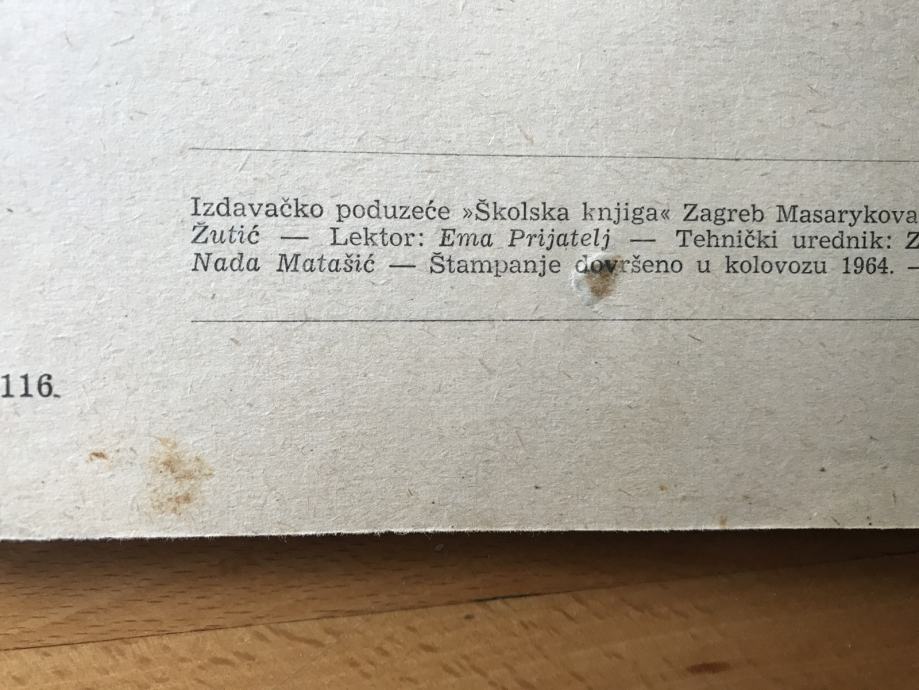 Izdavačko poduzeće »Školska knjiga« Zagreb Masarykova
Žutić — Lektor: Ema Prijatelj — Tehnički urednik: Z
Nada Matašić — Štampanje dovršeno u kolovozu 1964. —
116.